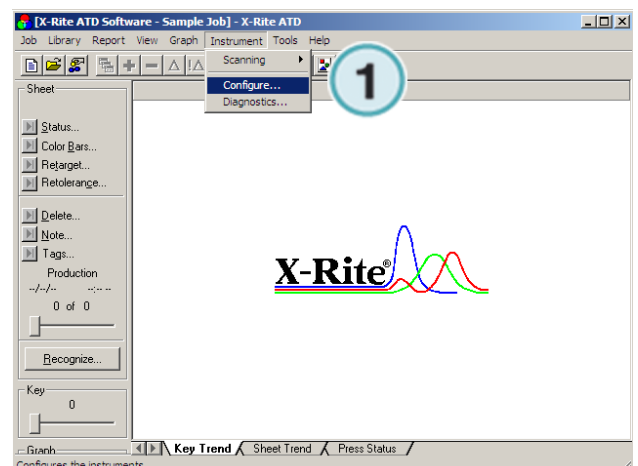 [X-Rite ATD Software - Sample Job] - X-Rite ATD
Job Library Report View Graph Instrument Tools Help
Scanning
Configure...
Diagnostics...
1
Sheet
Status...
Color Bars...
Retarget...
Retolerance...
Delete...
Note...
Tags...
Production
--/--/-- --:-- --
0 of 0
Recognize...
Key
0
Graph
X-Rite®
Key Trend Sheet Trend Press Status
Configures the instruments